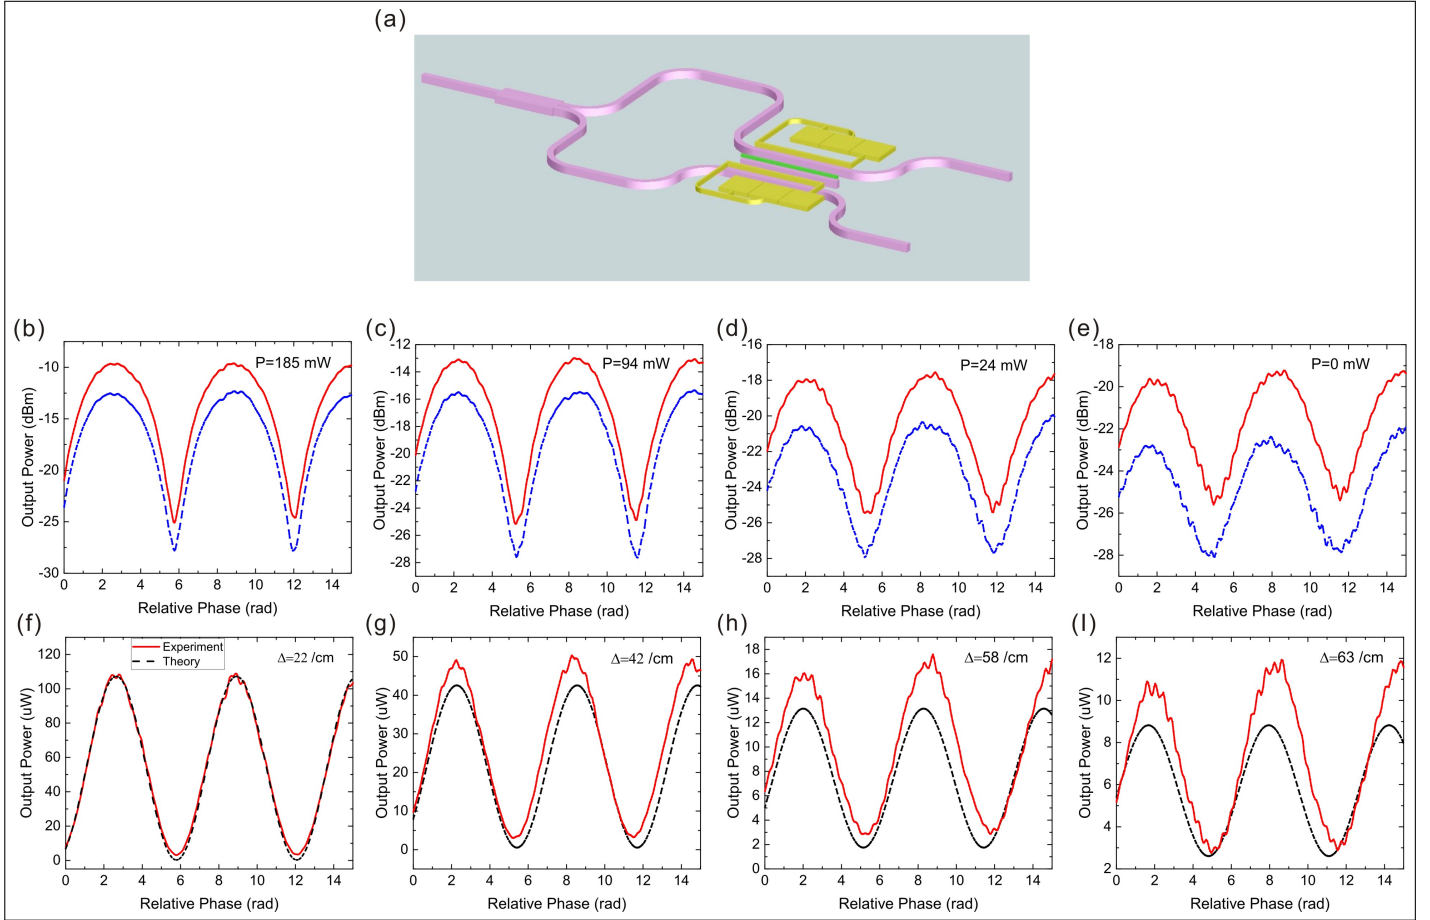 (a)
(b)
P=185 mW
-10
-15
-20
-25
-30
0 2 4 6 8 10 12 14
Output Power (dBm)
Relative Phase (rad)
(c)
P=94 mW
-12
-14
-16
-18
-20
-22
-24
-26
-28
0 2 4 6 8 10 12 14
Output Power (dBm)
Relative Phase (rad)
(d)
P=24 mW
-16
-18
-20
-22
-24
-26
-28
0 2 4 6 8 10 12 14
Output Power (dBm)
Relative Phase (rad)
(e)
P=0 mW
-18
-20
-22
-24
-26
-28
0 2 4 6 8 10 12 14
Output Power (dBm)
Relative Phase (rad)
(f)
Experiment
Theory
Δ=22 /cm
120
100
80
60
40
20
0
0 2 4 6 8 10 12 14
Output Power (uW)
Relative Phase (rad)
(g)
Δ=42 /cm
50
40
30
20
10
0
0 2 4 6 8 10 12 14
Output Power (uW)
Relative Phase (rad)
(h)
Δ=58 /cm
18
16
14
12
10
8
6
4
2
0
0 2 4 6 8 10 12 14
Output Power (uW)
Relative Phase (rad)
(I)
Δ=63 /cm
12
10
8
6
4
2
0 2 4 6 8 10 12 14
Output Power (uW)
Relative Phase (rad)